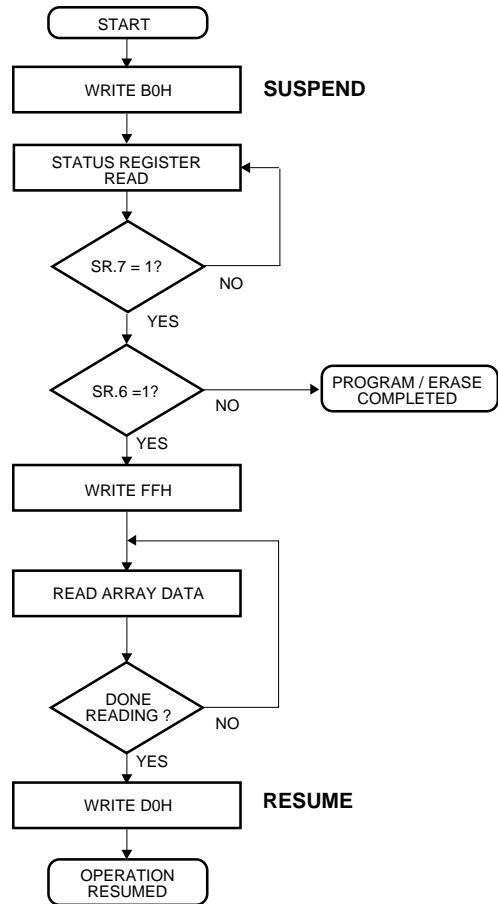 START
WRITE B0H
SUSPEND
STATUS REGISTER
READ
SR.7 = 1?
NO
YES
SR.6 =1?
NO
PROGRAM / ERASE
COMPLETED
YES
WRITE FFH
READ ARRAY DATA
DONE
READING ?
NO
YES
WRITE D0H
RESUME
OPERATION
RESUMED